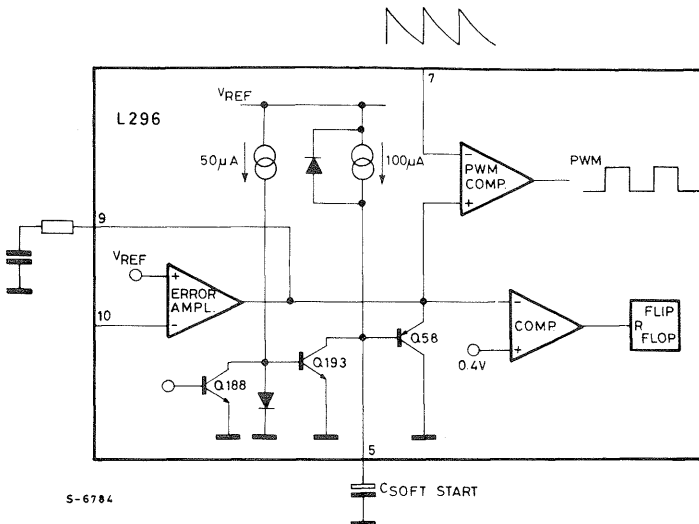 7
VREF
L296
50µA
100µA
-
PWM
COMP.
+
PWM
9
VREF
+
ERROR
AMPL.
-
10
-
COMP
+
0.4V
FLIP
R
FLOP
Q58
Q193
Q188
5
CSOFT START
S-6784